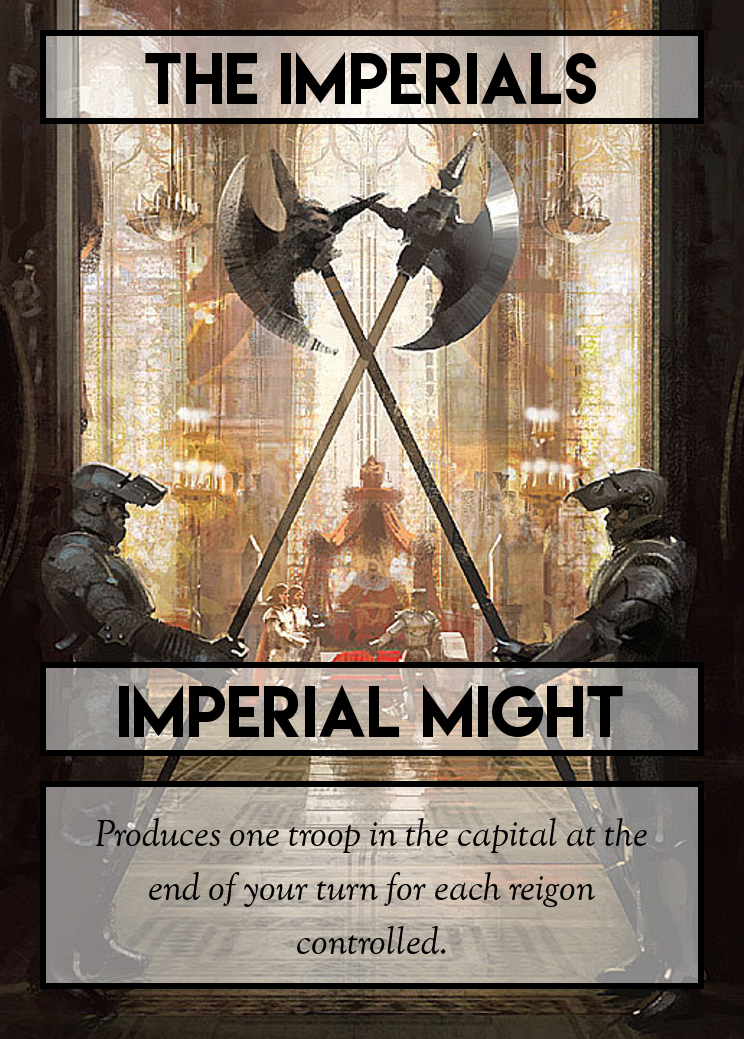 THE IMPERIALS
IMPERIAL MIGHT
Produces one troop in the capital at the
end of your turn for each reigon
controlled.